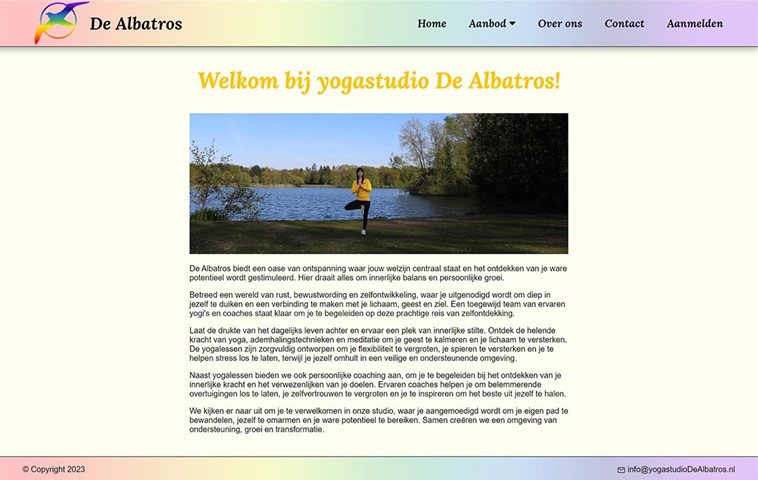 De Albatros
Home Aanbod Over ons Contact Aanmelden
Welkom bij yogastudio De Albatros!
De Albatros biedt een oase van ontspanning waar jouw welzijn centraal staat en het ontdekken van je ware
potentieel wordt gestimuleerd. Hier draait alles om innerlijke balans en persoonlijke groei.
Betreed een wereld van rust, bewustwording en zelfontwikkeling, waar je uitgenodigd wordt om diep in
jezelf te duiken en een verbinding te maken met je lichaam, geest en ziel. Een toegewijd team van ervaren
yogi's en coaches staat klaar om je te begeleiden op deze prachtige reis van zelfontdekking.
Laat de drukte van het dagelijks leven achter en ervaar een plek van innerlijke stilte. Ontdek de helende
kracht van yoga, ademhalingstechnieken en meditatie om je geest te kalmeren en je lichaam te versterken.
De yogalessen zijn zorgvuldig ontworpen om je flexibiliteit te vergroten, je spieren te versterken en je te
helpen stress los te laten, terwijl je jezelf omhult in een veilige en ondersteunende omgeving.
Naast yogalessen bieden we ook persoonlijke coaching aan, om je te begeleiden bij het ontdekken van je
innerlijke kracht en het verwezenlijken van je doelen. Ervaren coaches helpen je om belemmerende
overtuigingen los te laten, je zelfvertrouwen te vergroten en je te inspireren om het beste uit jezelf te halen.
We kijken er naar uit om je te verwelkomen in onze studio, waar je aangemoedigd wordt om je eigen pad te
bewandelen, jezelf te omarmen en je ware potentieel te bereiken. Samen creëren we een omgeving van
ondersteuning, groei en transformatie.
© Copyright 2023
info@yogastudioDeAlbatros.nl